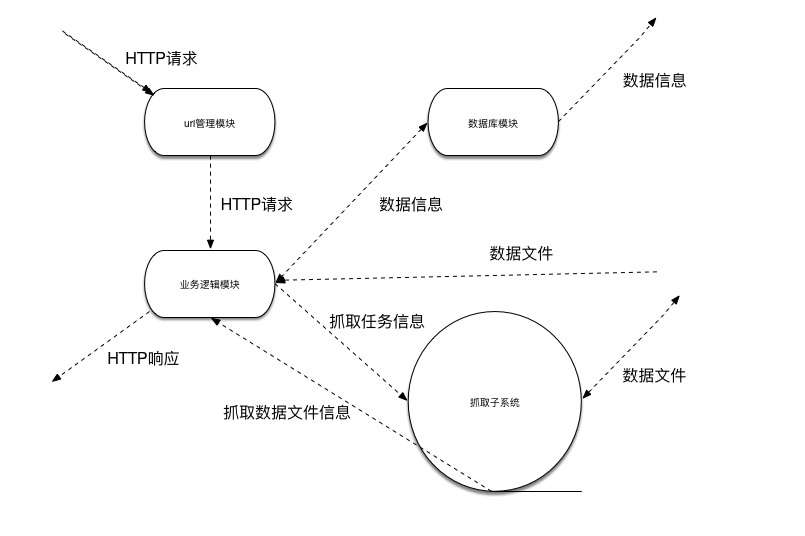 HTTP请求
数据信息
url管理模块
数据库模块
HTTP请求
数据信息
数据文件
业务逻辑模块
抓取任务信息
HTTP响应
数据文件
抓取子系统
抓取数据文件信息